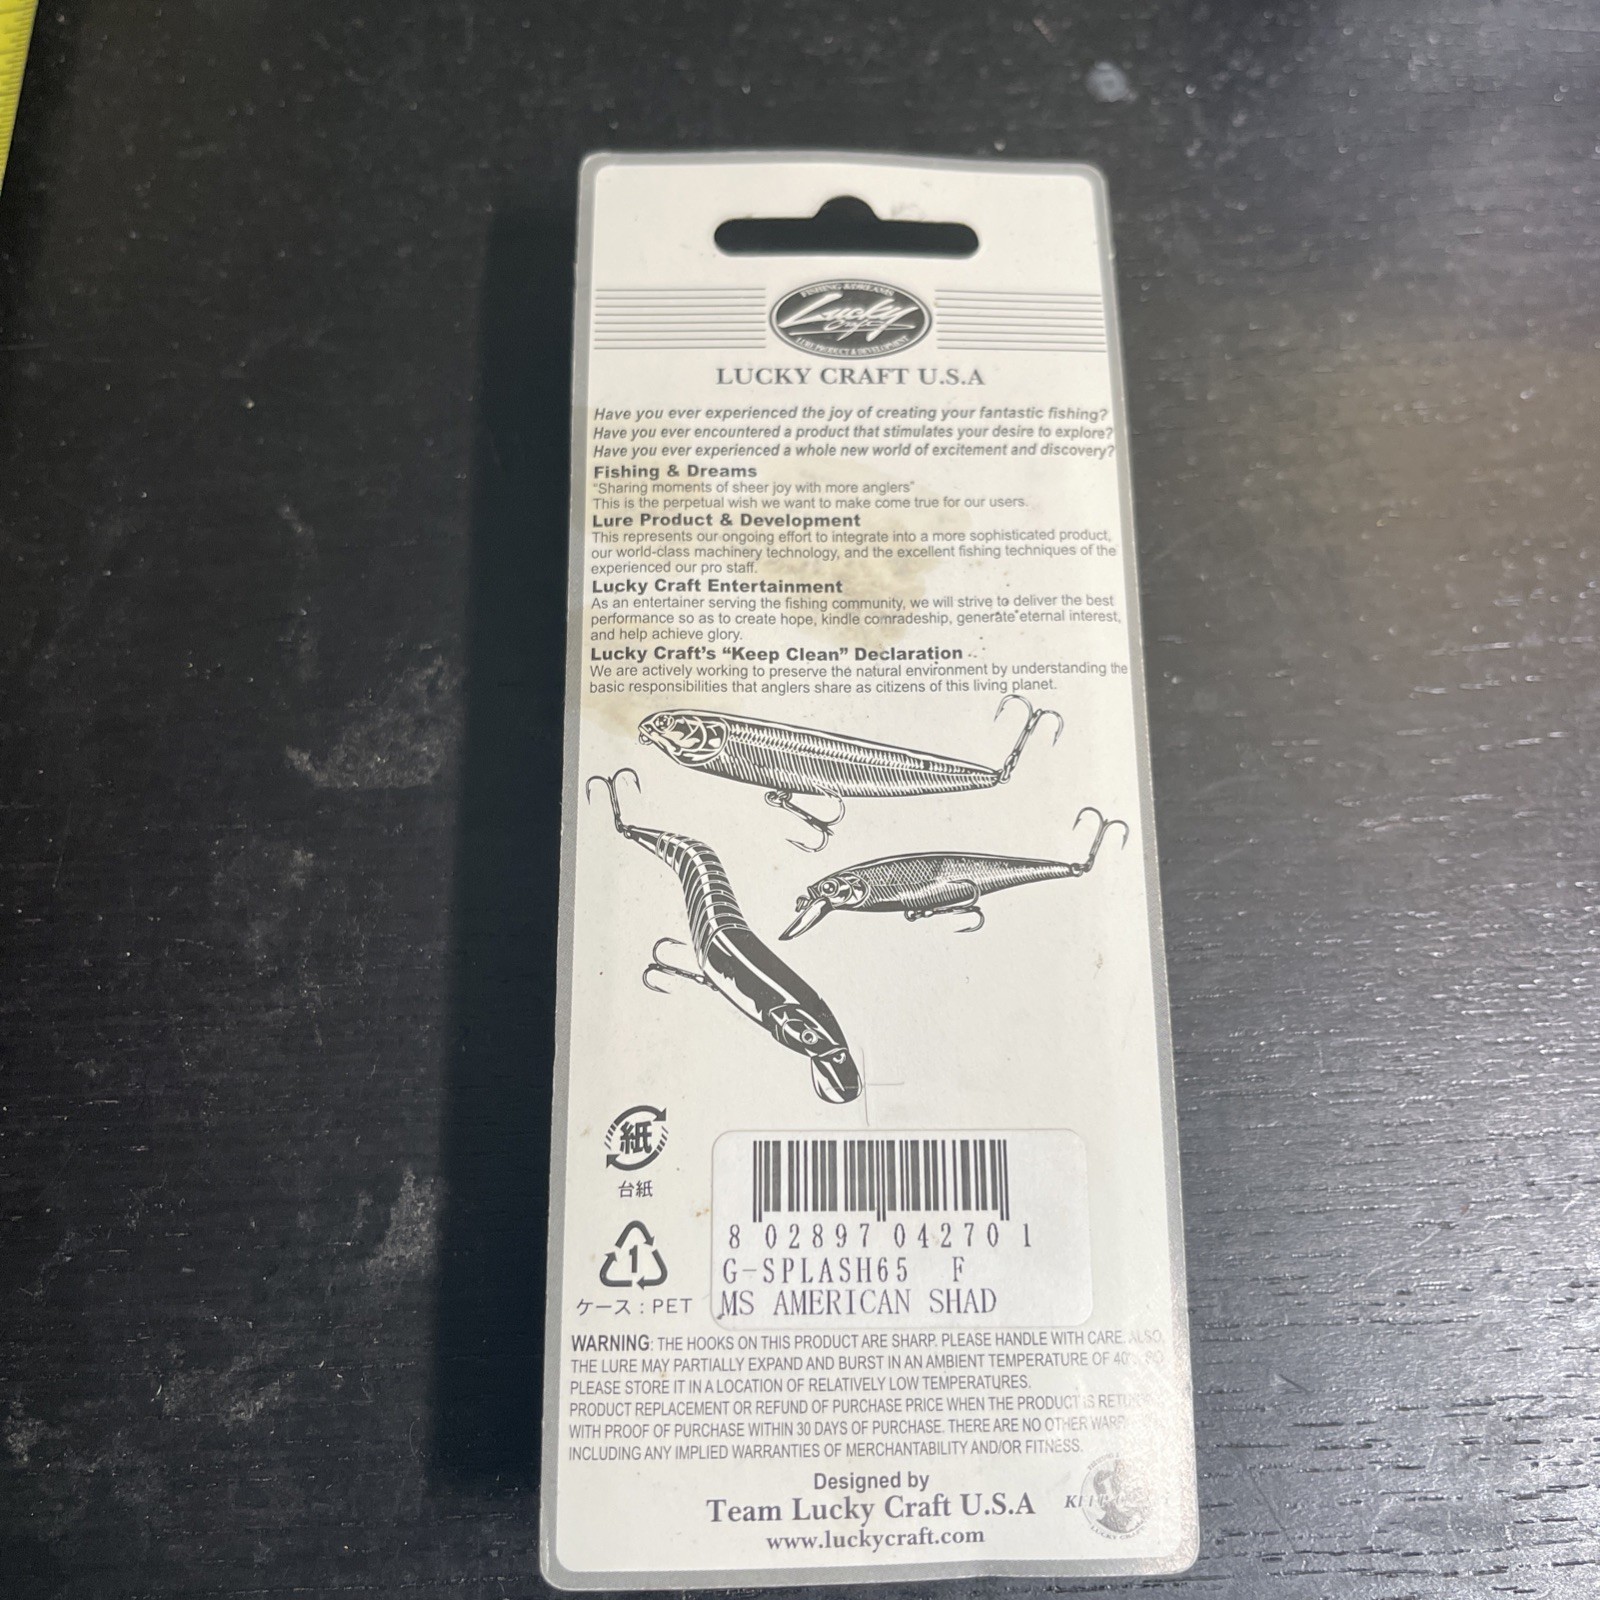 FISHING & DREAMS
Lucky
Craft
LURE PRODUCT & DEVELOPMENT
LUCKY CRAFT U.S.A
Have you ever experienced the joy of creating your fantastic fishing?
Have you ever encountered a product that stimulates your desire to explore?
Have you ever experienced a whole new world of excitement and discovery?
Fishing & Dreams
"Sharing moments of sheer joy with more anglers"
This is the perpetual wish we want to make come true for our users.
Lure Product & Development
This represents our ongoing effort to integrate into a more sophisticated product,
our world-class machinery technology, and the excellent fishing techniques of the
experienced our pro staff.
Lucky Craft Entertainment
As an entertainer serving the fishing community, we will strive to deliver the best
performance so as to create hope, kindle comradeship, generate eternal interest,
and help achieve glory.
Lucky Craft's “Keep Clean” Declaration
We are actively working to preserve the natural environment by understanding the
basic responsibilities that anglers share as citizens of this living planet.
紙
台紙
1
ケース : PET
8 02897 04270 1
G-SPLASH65 F
MS AMERICAN SHAD
WARNING: THE HOOKS ON THIS PRODUCT ARE SHARP. PLEASE HANDLE WITH CARE. ALSO,
THE LURE MAY PARTIALLY EXPAND AND BURST IN AN AMBIENT TEMPERATURE OF
PLEASE STORE IT IN A LOCATION OF RELATIVELY LOW TEMPERATURES.
PRODUCT REPLACEMENT OR REFUND OF PURCHASE PRICE WHEN THE PRODUCT IS
WITH PROOF OF PURCHASE WITHIN 30 DAYS OF PURCHASE. THERE ARE NO OTHER
INCLUDING ANY IMPLIED WARRANTIES OF MERCHANTABILITY AND/OR FITNESS.
Designed by
Team Lucky Craft U.S.A
www.luckycraft.com